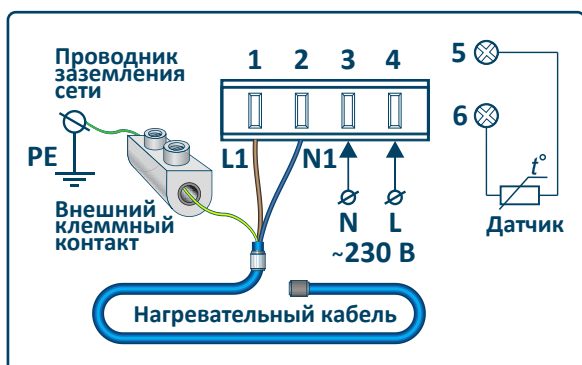 Проводник
заземления
сети
1 2 3 4
5
6
PE
L1
N1
t°
Внешний
клеммный
контакт
N L
~230 В
Датчик
Нагревательный кабель